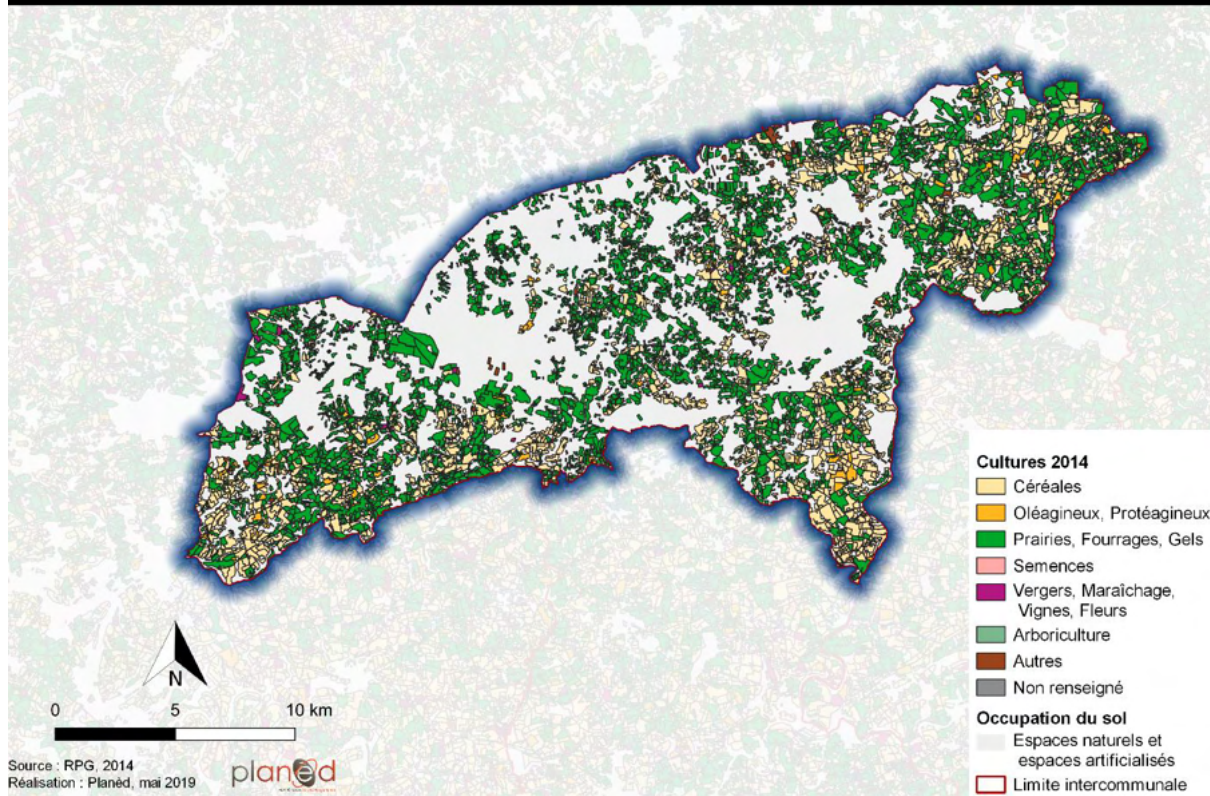 Cultures 2014
Céréales
Oléagineux, Protéagineux
Prairies, Fourrages, Gels
Semences
Vergers, Maraîchage,
Vignes, Fleurs
Arboriculture
Autres
Non renseigné
Occupation du sol
Espaces naturels et
espaces artificialisés
Limite intercommunale
N
0 5 10 km
Source : RPG, 2014
Réalisation : Planèd, mai 2019
planèd